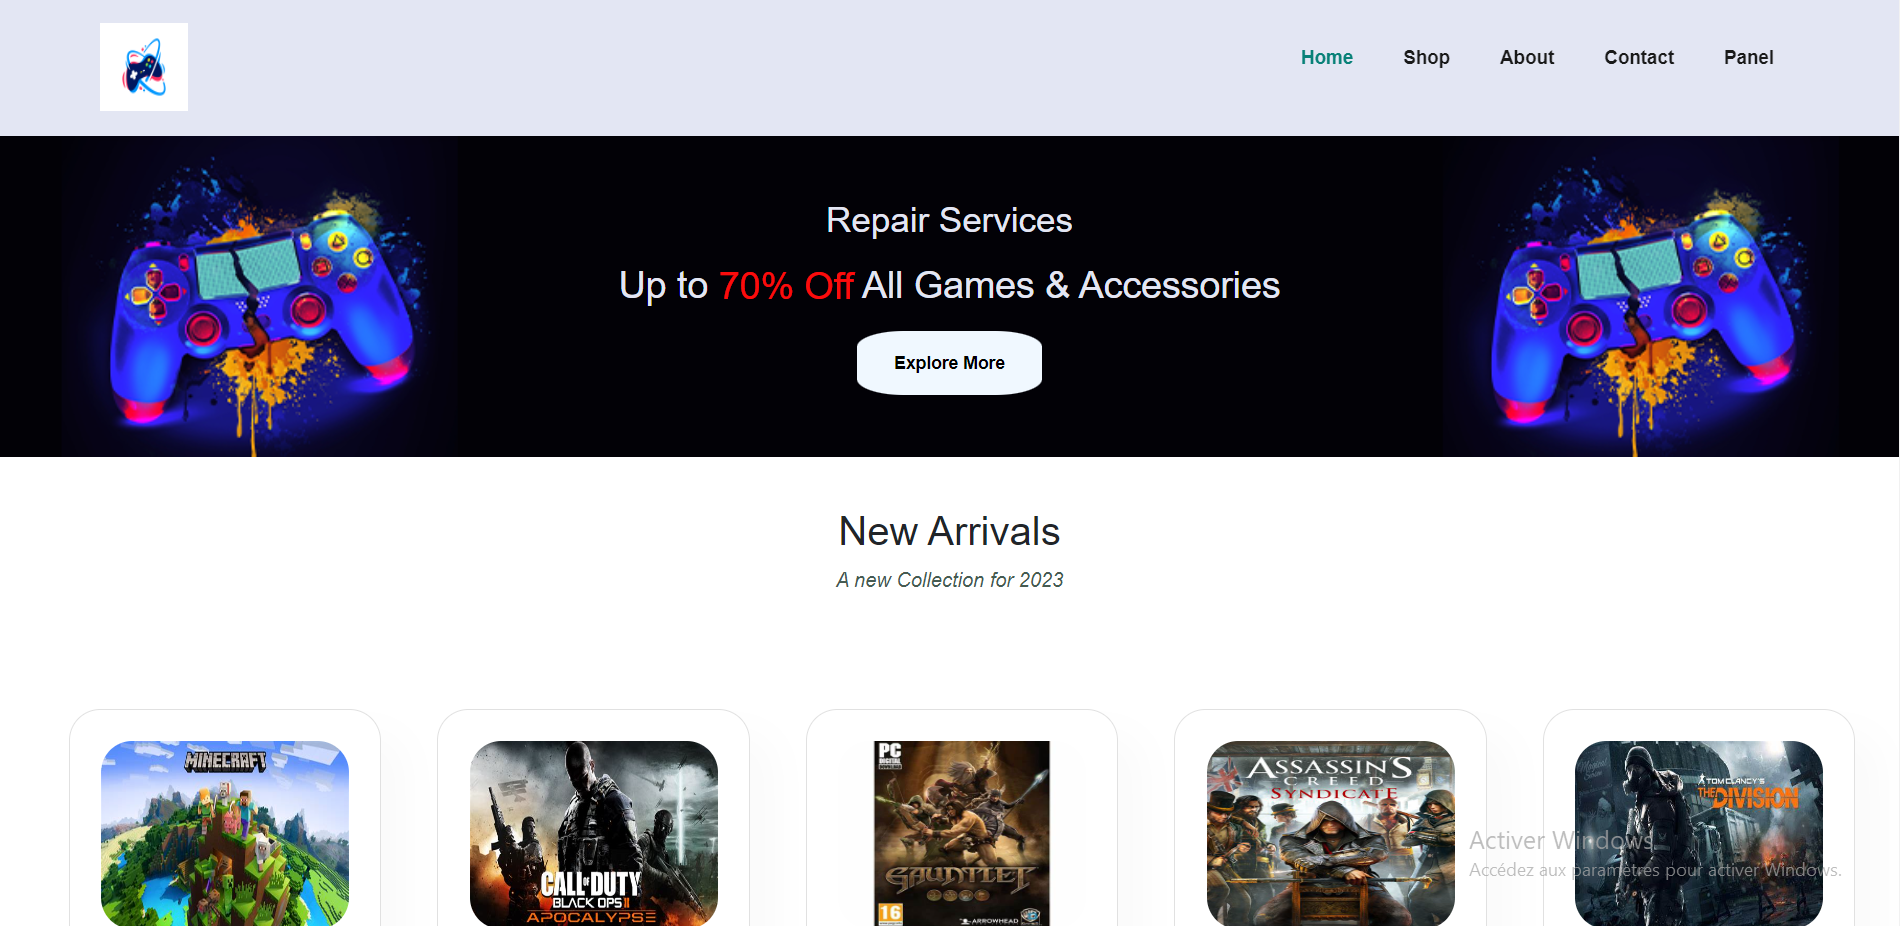 Home Shop About Contact Panel
Repair Services
Up to 70% Off All Games & Accessories
Explore More
New Arrivals
A new Collection for 2023
MINECRAFT
CALL OF DUTY
BLACK OPS II
APOCALYPSE
PC
DIGITAL
DOWNLOAD
GAUNTLET
16
ARROWHEAD
ASSASSIN'S
CREED
SYNDICATE
TOM CLANCY'S
THE DIVISION
Activer Windows
Accédez aux paramètres pour activer Windows.